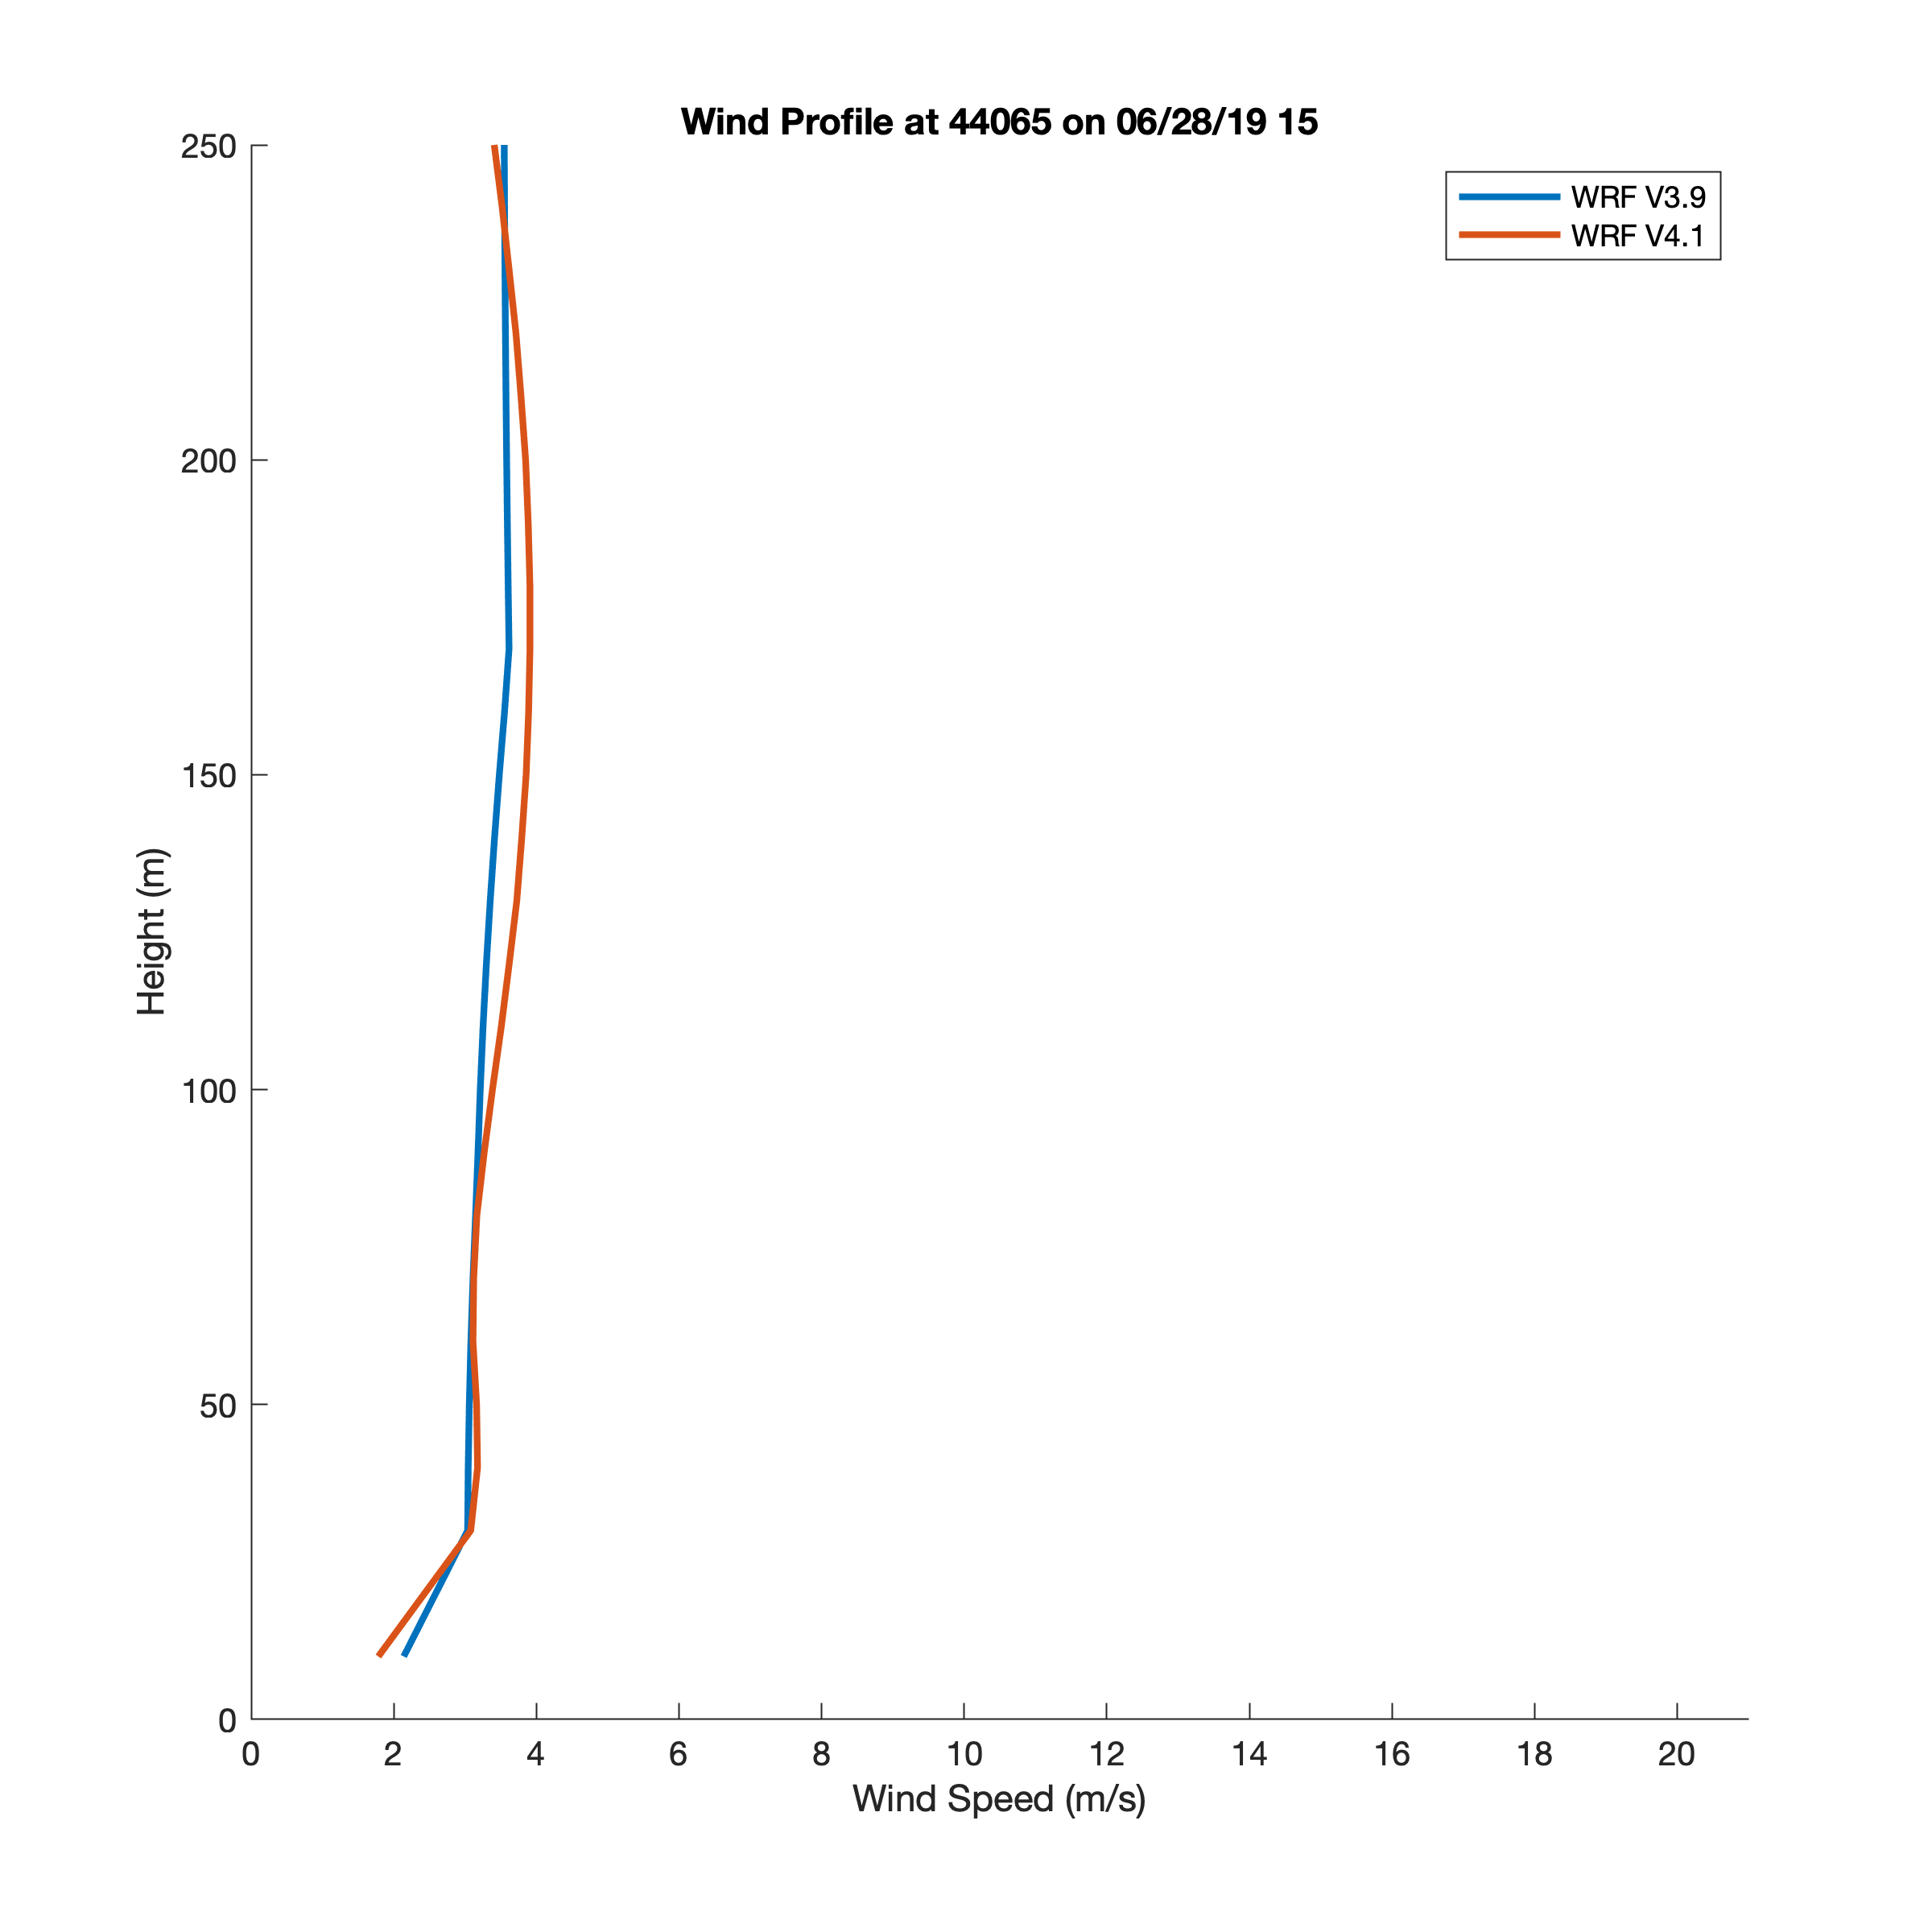 Wind Profile at 44065 on 06/28/19 15
WRF V3.9
WRF V4.1
250
200
150
100
50
0
Height (m)
0 2 4 6 8 10 12 14 16 18 20
Wind Speed (m/s)